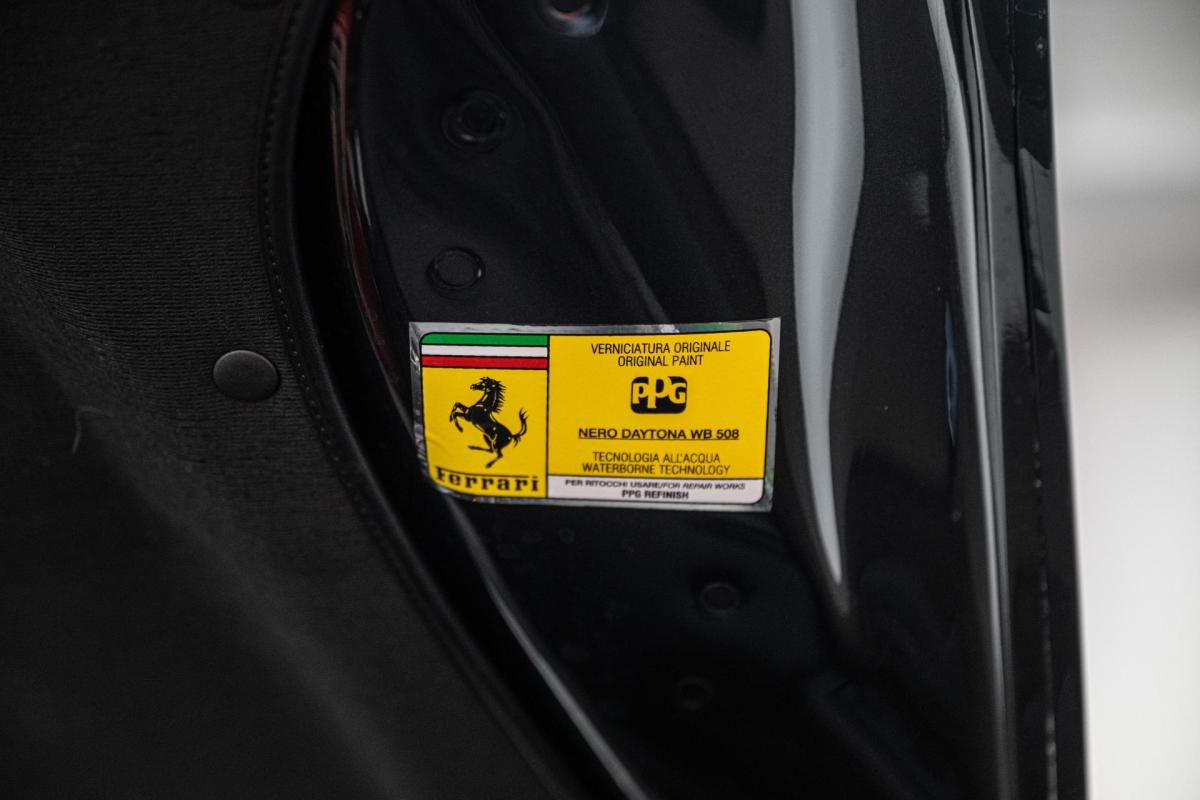 Ferrari
VERNICIATURA ORIGINALE
ORIGINAL PAINT
PPG
NERO DAYTONA WB 508
TECNOLOGIA ALL'ACQUA
WATERBORNE TECHNOLOGY
PER RITOCCHI USARE/FOR REPAIR WORKS
PPG REFINISH